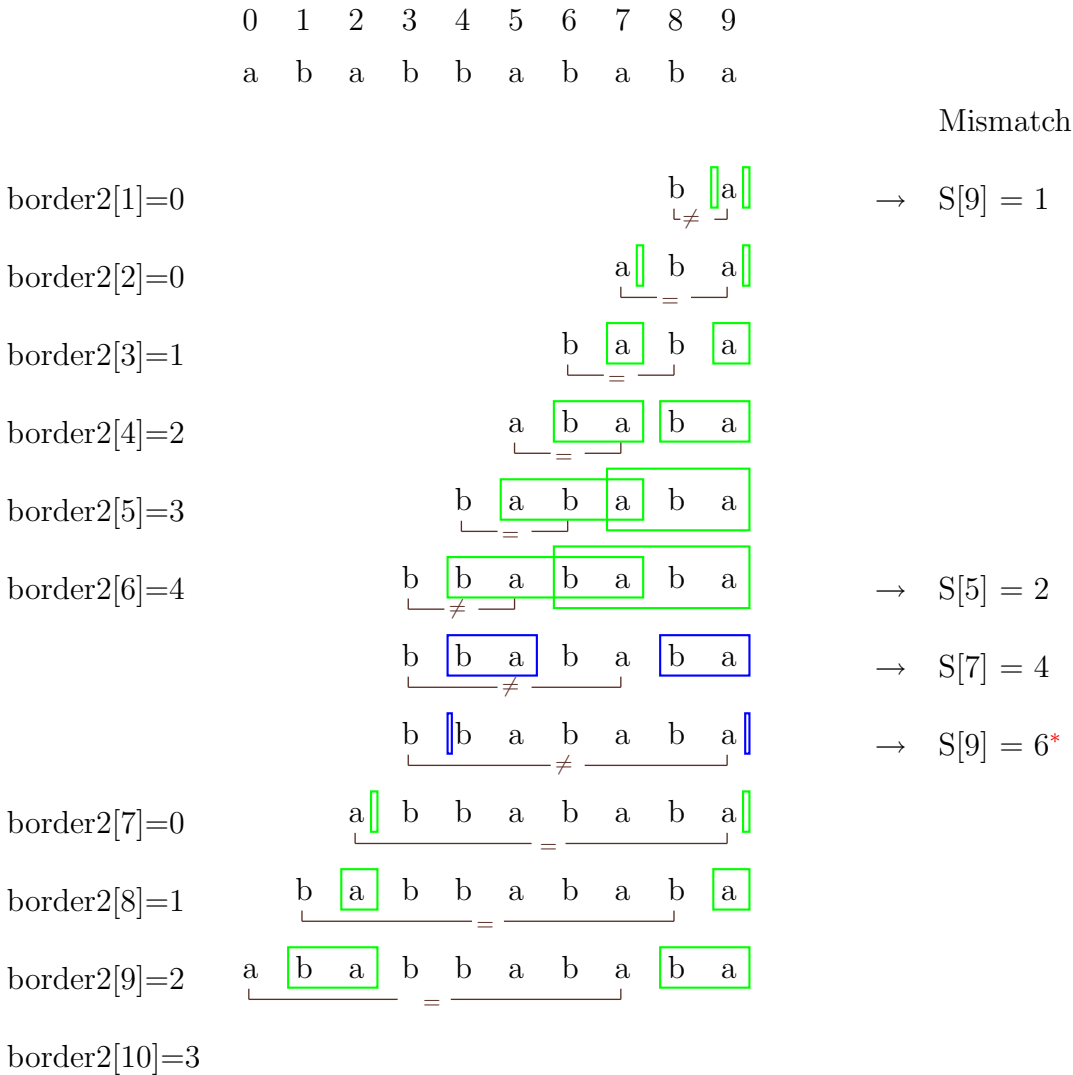 0 1 2 3 4 5 6 7 8 9
a b a b b a b a b a
Mismatch
border2[1]=0 b a → S[9] = 1
≠
border2[2]=0 a b a
=
border2[3]=1 b a b a
=
border2[4]=2 a b a b a
=
border2[5]=3 b a b a b a
=
border2[6]=4 b b a b a b a → S[5] = 2
≠
b b a b a b a → S[7] = 4
≠
b b a b a b a → S[9] = 6*
≠
border2[7]=0 a b b a b a b a
=
border2[8]=1 b a b b a b a b a
=
border2[9]=2 a b a b b a b a b a
=
border2[10]=3